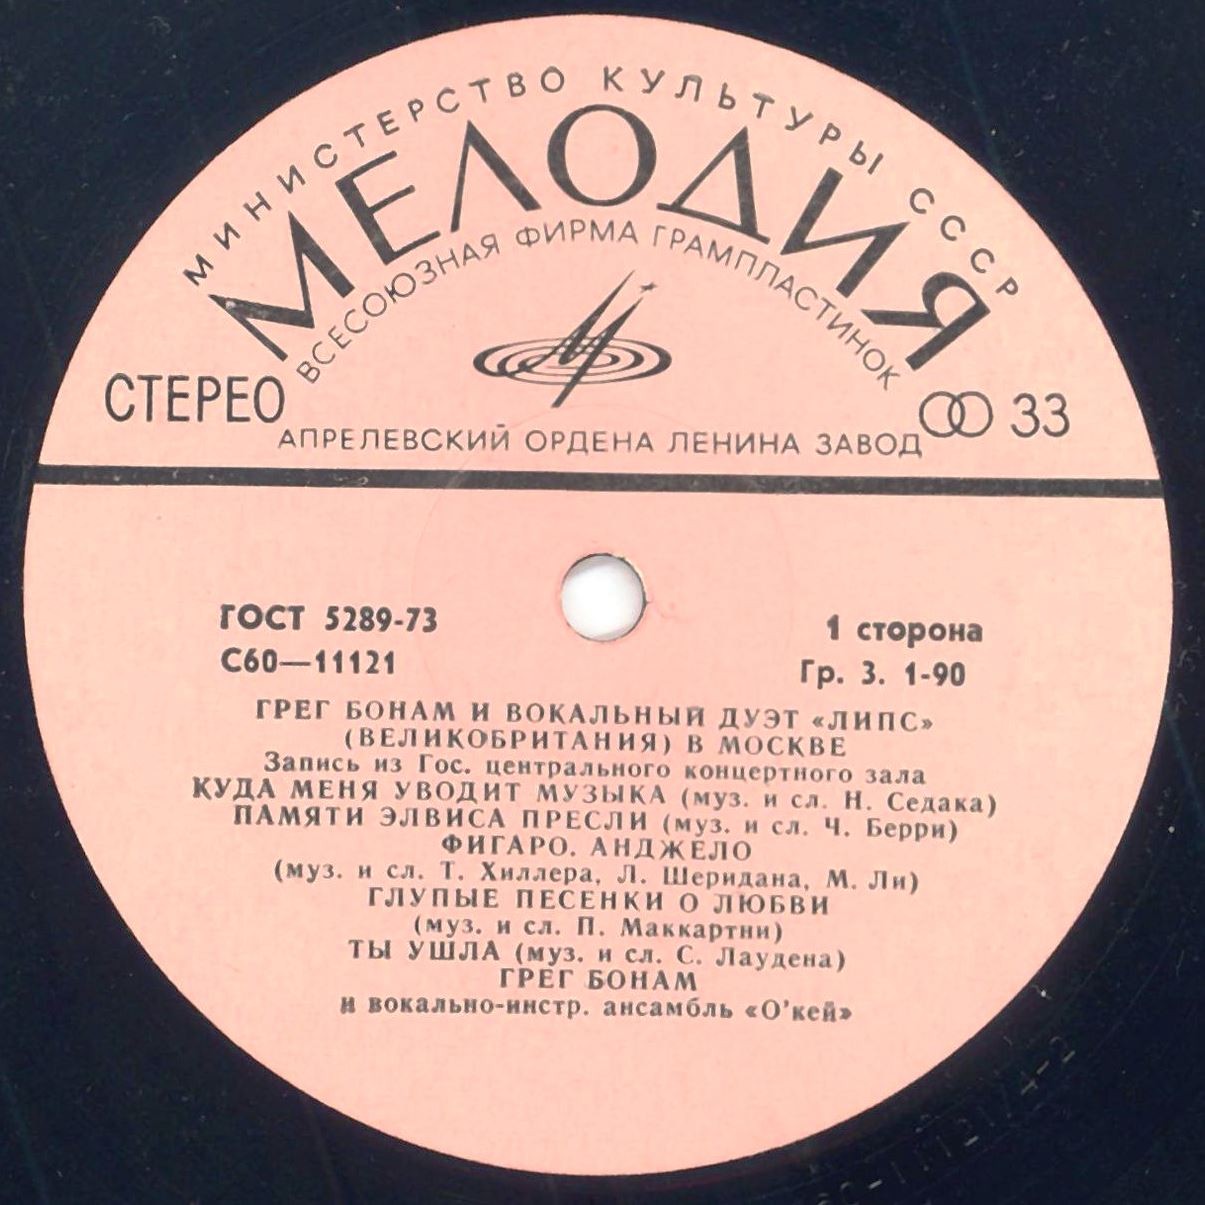 МИНИСТЕРСТВО КУЛЬТУРЫ СССР
МЕЛОДИЯ
ВСЕСОЮЗНАЯ ФИРМА ГРАМПЛАСТИНОК
СТЕРЕО
33
АПРЕЛЕВСКИЙ ОРДЕНА ЛЕНИНА ЗАВОД
ГОСТ 5289-73
1 сторона
С60—11121
Гр. 3. 1-90
ГРЕГ БОНАМ И ВОКАЛЬНЫЙ ДУЭТ «ЛИПС»
(ВЕЛИКОБРИТАНИЯ) В МОСКВЕ
Запись из Гос. центрального концертного зала
КУДА МЕНЯ УВОДИТ МУЗЫКА (муз. и сл. Н. Седака)
ПАМЯТИ ЭЛВИСА ПРЕСЛИ (муз. и сл. Ч. Берри)
ФИГАРО. АНДЖЕЛО
(муз. и сл. Т. Хиллера, Л. Шеридана, М. Ли)
ГЛУПЫЕ ПЕСЕНКИ О ЛЮБВИ
(муз. и сл. П. Маккартни)
ТЫ УШЛА (муз. и сл. С. Лаудена)
ГРЕГ БОНАМ
и вокально-инстр. ансамбль «О'кей»